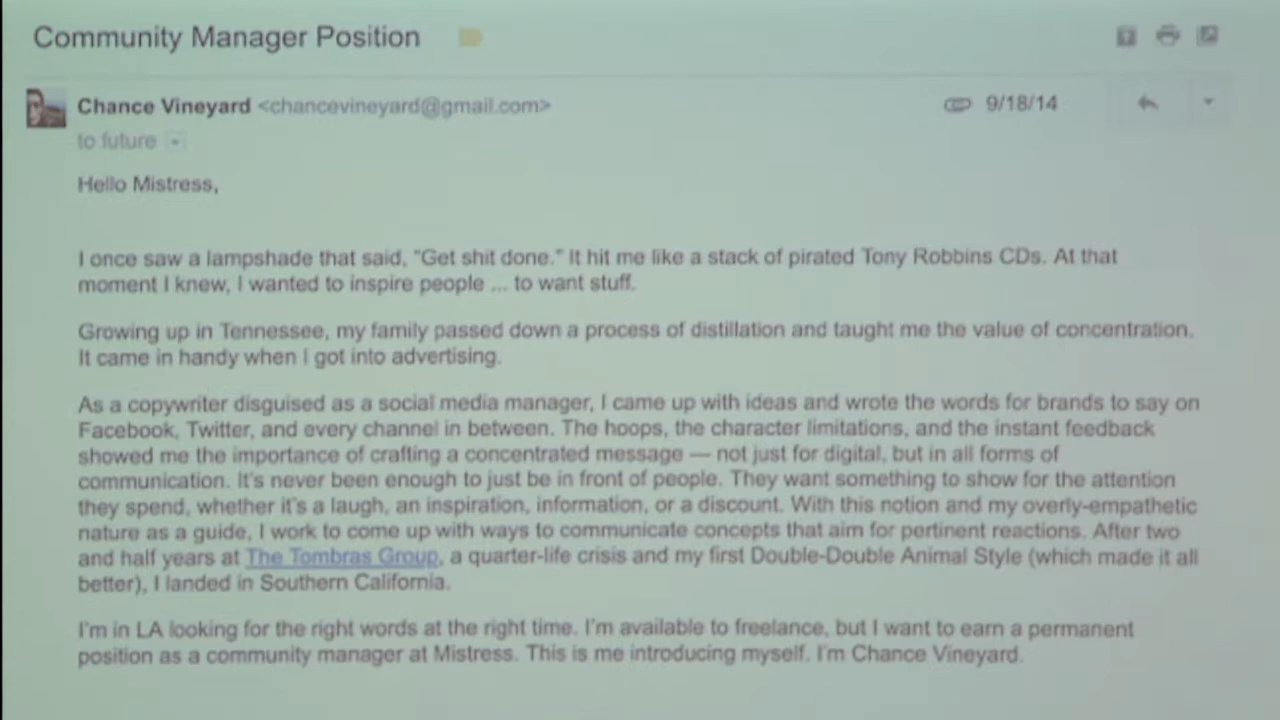 Community Manager Position
Chance Vineyard <chancevineyard@gmail.com> 9/18/14
to future
Hello Mistress,
I once saw a lampshade that said, "Get shit done." It hit me like a stack of pirated Tony Robbins CDs. At that
moment I knew, I wanted to inspire people ... to want stuff.
Growing up in Tennessee, my family passed down a process of distillation and taught me the value of concentration.
It came in handy when I got into advertising.
As a copywriter disguised as a social media manager, I came up with ideas and wrote the words for brands to say on
Facebook, Twitter, and every channel in between. The hoops, the character limitations, and the instant feedback
showed me the importance of crafting a concentrated message — not just for digital, but in all forms of
communication. It's never been enough to just be in front of people. They want something to show for the attention
they spend, whether it's a laugh, an inspiration, information, or a discount. With this notion and my overly-empathetic
nature as a guide, I work to come up with ways to communicate concepts that aim for pertinent reactions. After two
and half years at The Tombras Group, a quarter-life crisis and my first Double-Double Animal Style (which made it all
better), I landed in Southern California.
I'm in LA looking for the right words at the right time. I'm available to freelance, but I want to earn a permanent
position as a community manager at Mistress. This is me introducing myself. I'm Chance Vineyard.